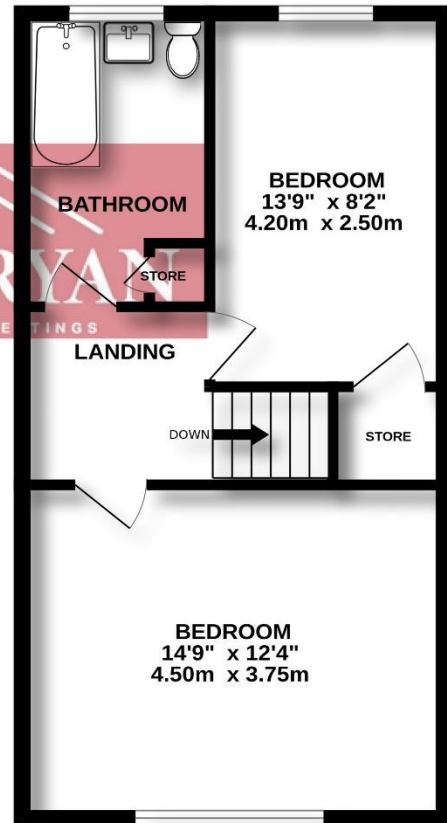 BEDROOM
13'9" x 8'2"
4.20m x 2.50m
BATHROOM
STORE
RYAN
LANDING
DOWN
STORE
BEDROOM
14'9" x 12'4"
4.50m x 3.75m